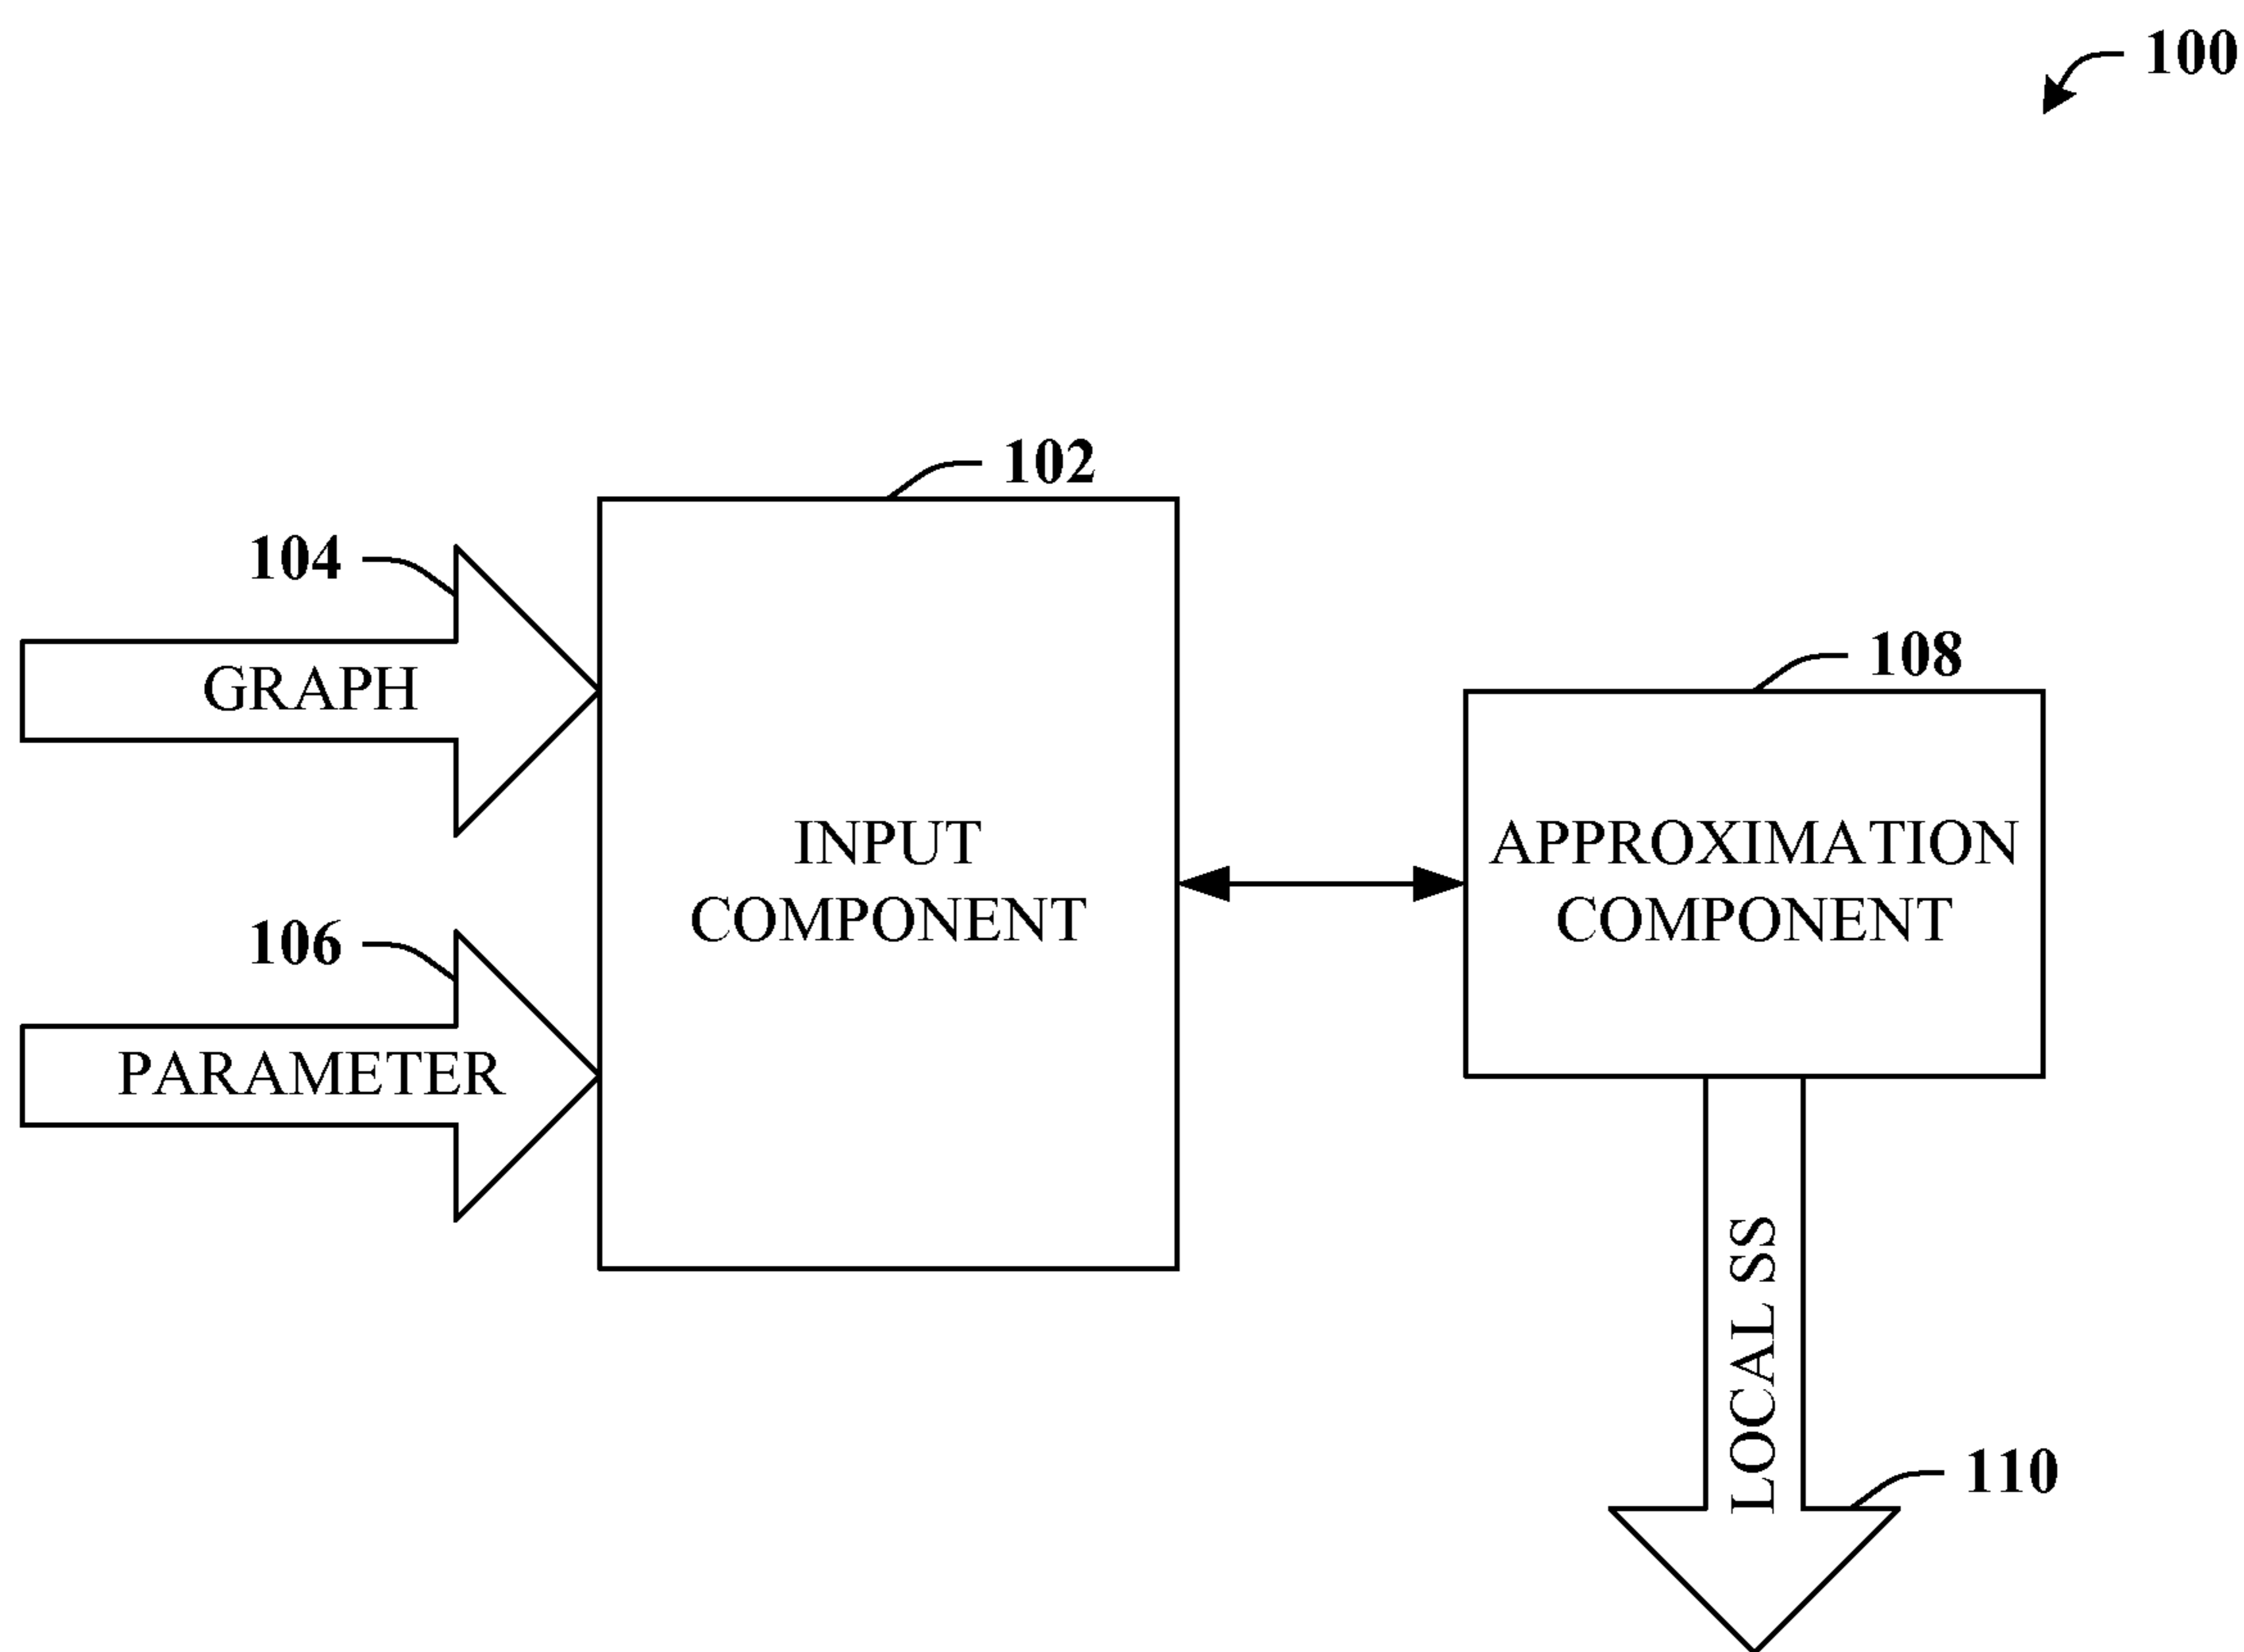 100
102
104
GRAPH
108
INPUT
COMPONENT
APPROXIMATION
COMPONENT
106
PARAMETER
LOCAL SS
110